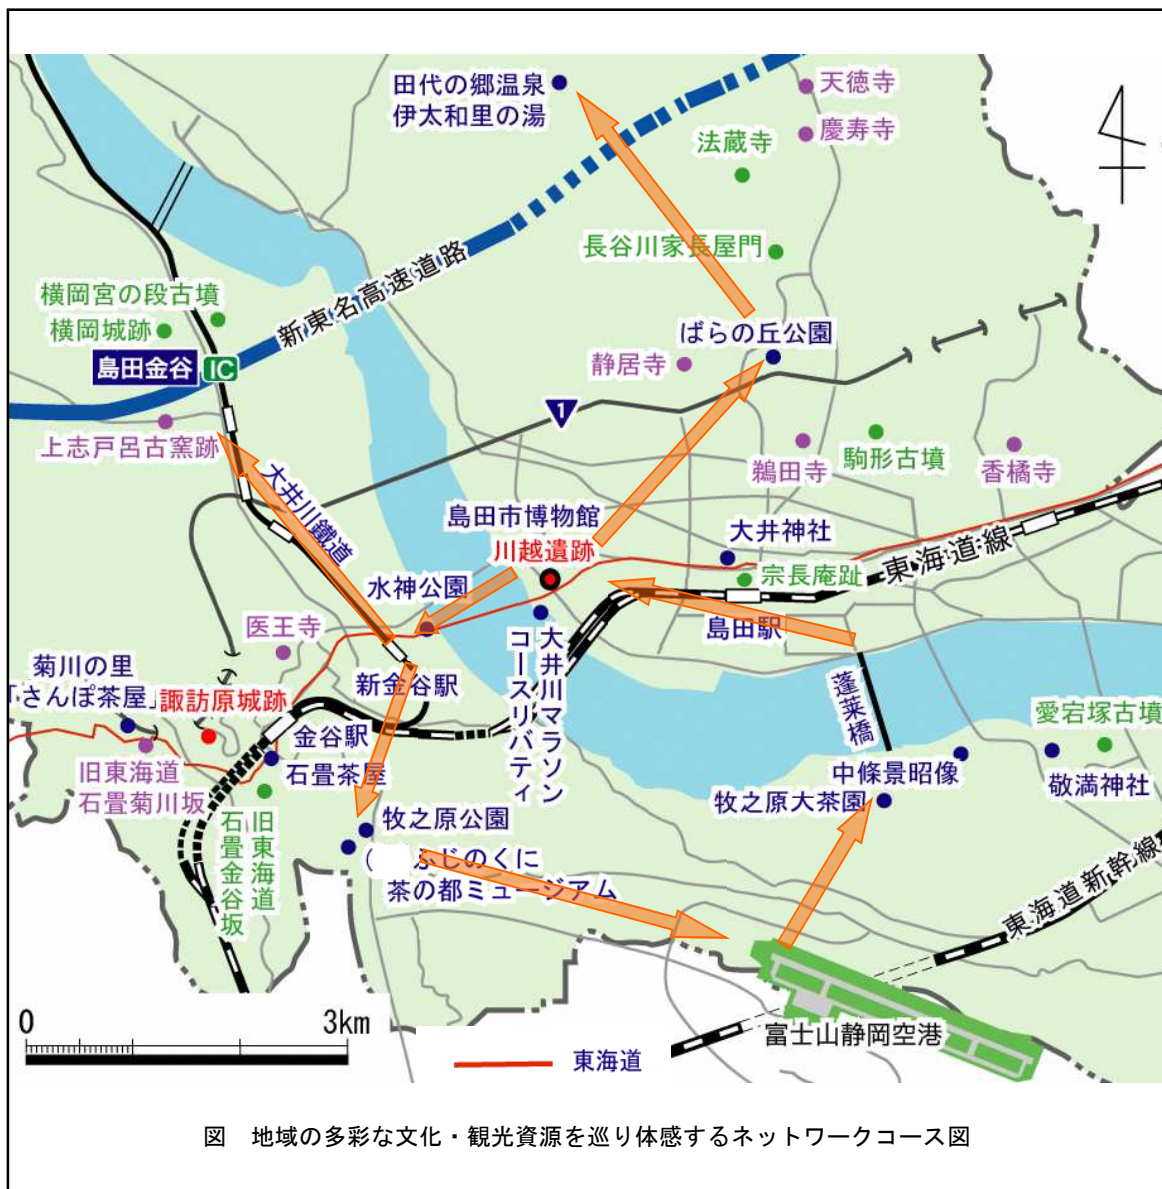 田代の郷温泉
伊太和里の湯
天徳寺
慶寿寺
法蔵寺
長谷川家長屋門
新東名高速道路
横岡宮の段古墳
横岡城跡
島田金谷
IC
ばらの丘公園
静居寺
1
上志戸呂古窯跡
鵜田寺
駒形古墳
香橘寺
大井川鐵道
島田市博物館
川越遺跡
大井神社
東海道線
宗長庵趾
水神公園
島田駅
医王寺
大井川マラソン
コースリバティ
菊川の里
「さんぽ茶屋」
諏訪原城跡
新金谷駅
蓬莱橋
愛宕塚古墳
金谷駅
石畳茶屋
旧東海道
石畳菊川坂
中條景昭像
敬満神社
牧之原大茶園
旧東海道
石畳金谷坂
牧之原公園
(
ふじのくに
茶の都ミュージアム
東海道新幹線
富士山静岡空港
0
3km
東海道
図　地域の多彩な文化・観光資源を巡り体感するネットワークコース図